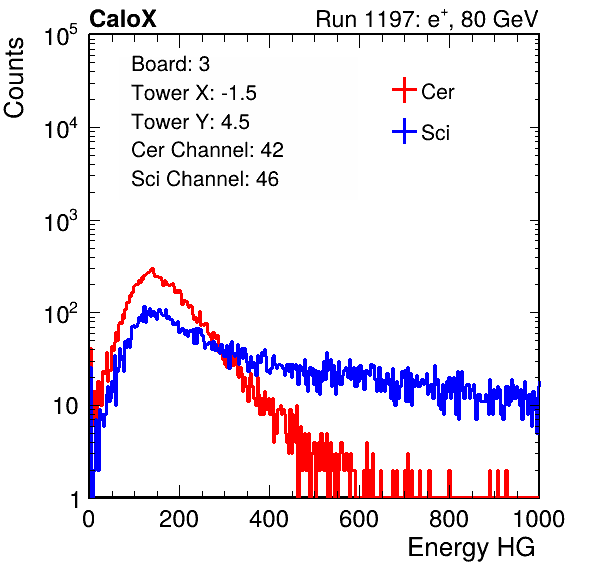 CaloX Run 1197: e⁺, 80 GeV
Counts
Board: 3
Tower X: -1.5
Tower Y: 4.5
Cer Channel: 42
Sci Channel: 46
Cer
Sci
10⁵
10⁴
10³
10²
10
1
0 200 400 600 800 1000
Energy HG